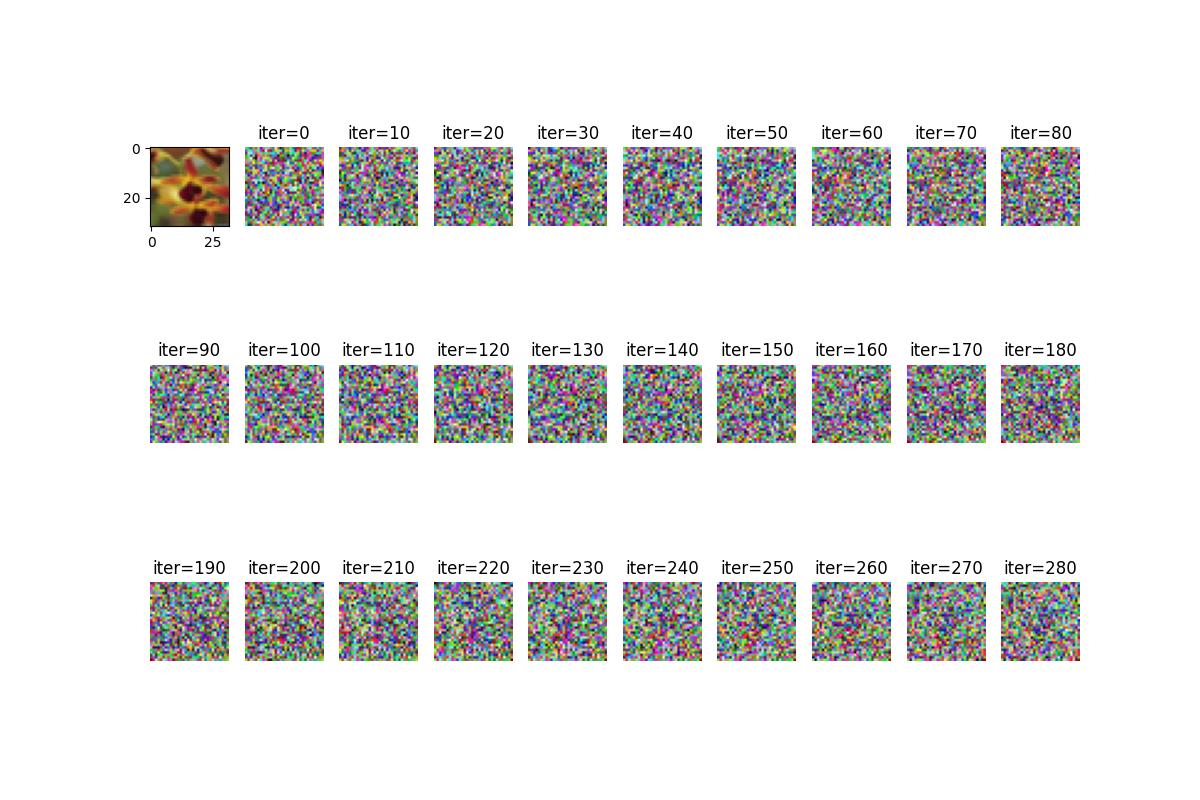 iter=0 iter=10 iter=20 iter=30 iter=40 iter=50 iter=60 iter=70 iter=80
0
20
0 25
iter=90 iter=100 iter=110 iter=120 iter=130 iter=140 iter=150 iter=160 iter=170 iter=180
iter=190 iter=200 iter=210 iter=220 iter=230 iter=240 iter=250 iter=260 iter=270 iter=280